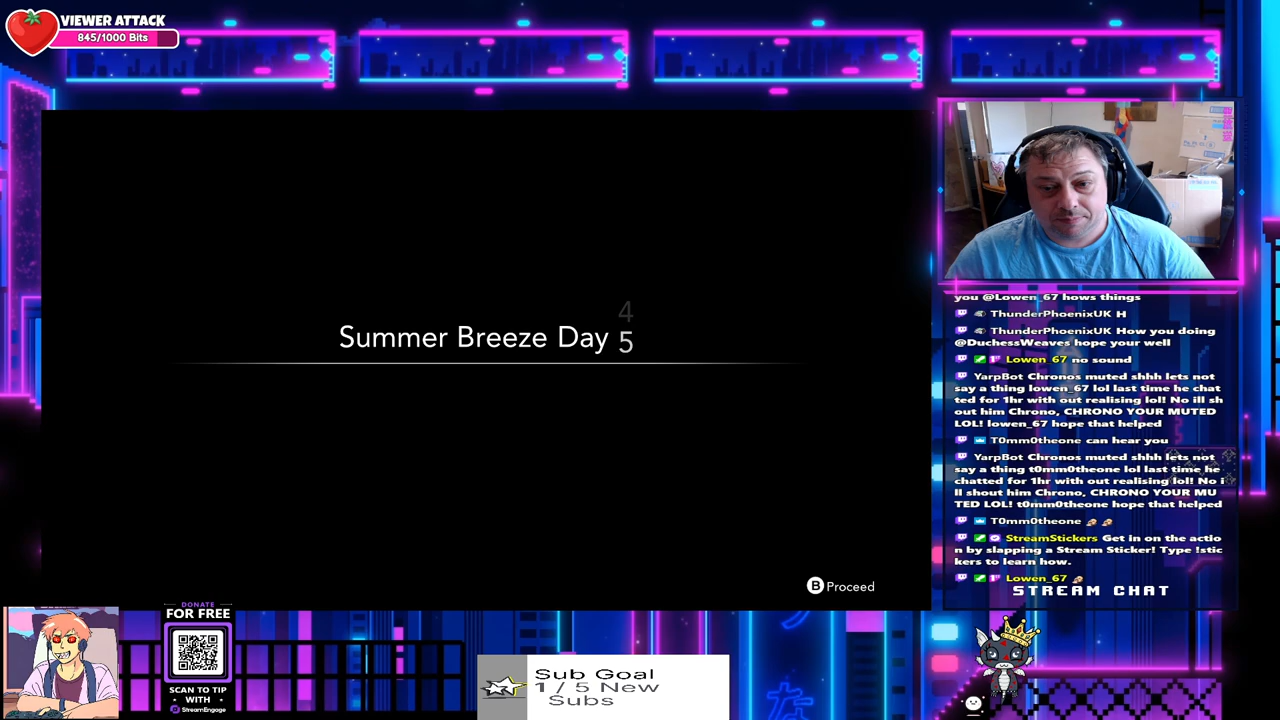 VIEWER ATTACK
845/1000 Bits
4
Summer Breeze Day 5
B Proceed
you @Lowen_67 hows things
ThunderPhoenixUK H
ThunderPhoenixUK How you doing
@DuchessWeaves hope your well
Lowen_67 no sound
YarpBot Chronos muted shhh lets not
say a thing lowen_67 lol last time he chat
ted for 1hr with out realising lol! No ill sh
out him Chrono, CHRONO YOUR MUTED
LOL! lowen_67 hope that helped
T0mm0theone can hear you
YarpBot Chronos muted shhh lets not
say a thing t0mm0theone lol last time he
chatted for 1hr with out realising lol! No i
ll shout him Chrono, CHRONO YOUR MU
TED LOL! t0mm0theone hope that helped
T0mm0theone
StreamStickers Get in on the actio
n by slapping a Stream Sticker! Type !stic
kers to learn how.
Lowen_67
STREAM CHAT
DONATE
FOR FREE
SCAN TO TIP
WITH
StreamEngage
Sub Goal
1 / 5 New
Subs